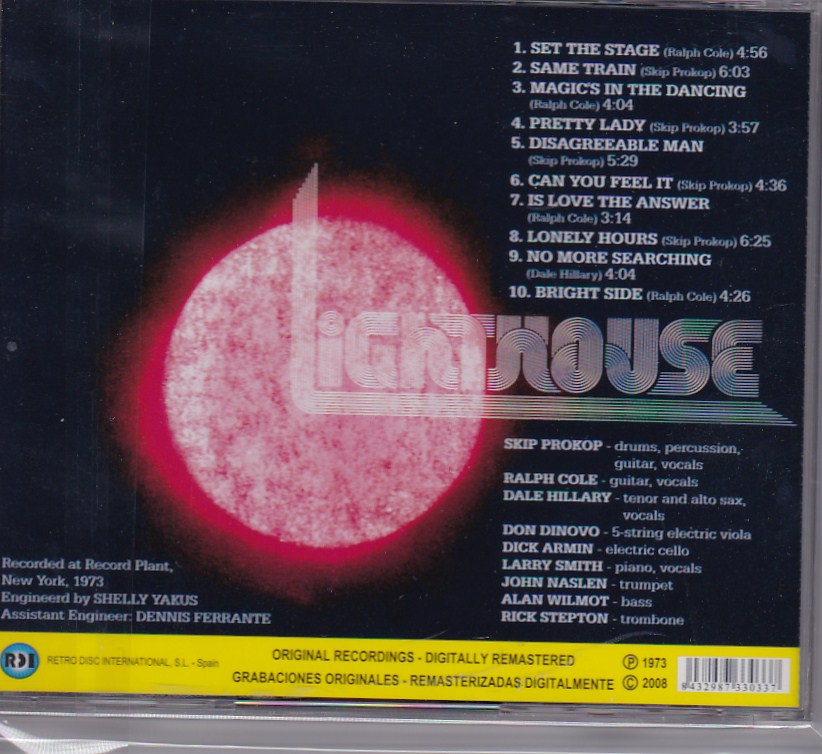 1. SET THE STAGE (Ralph Cole) 4:56
2. SAME TRAIN (Skip Prokop) 6:03
3. MAGIC'S IN THE DANCING
(Ralph Cole) 4:04
4. PRETTY LADY (Skip Prokop) 3:57
5. DISAGREEABLE MAN
(Skip Prokop) 5:29
6. CAN YOU FEEL IT (Skip Prokop) 4:36
7. IS LOVE THE ANSWER
(Ralph Cole) 3:14
8. LONELY HOURS (Skip Prokop) 6:25
9. NO MORE SEARCHING
(Dale Hillary) 4:04
10. BRIGHT SIDE (Ralph Cole) 4:26
LiGHTHOUSE
SKIP PROKOP - drums, percussion,
guitar, vocals
RALPH COLE - guitar, vocals
DALE HILLARY - tenor and alto sax,
vocals
DON DINOVO - 5-string electric viola
DICK ARMIN - electric cello
LARRY SMITH - piano, vocals
JOHN NASLEN - trumpet
ALAN WILMOT - bass
RICK STEPTON - trombone
Recorded at Record Plant,
New York, 1973
Engineerd by SHELLY YAKUS
Assistant Engineer: DENNIS FERRANTE
RDI RETRO DISC INTERNATIONAL, S.L. - Spain
ORIGINAL RECORDINGS - DIGITALLY REMASTERED
GRABACIONES ORIGINALES - REMASTERIZADAS DIGITALMENTE
℗ 1973
© 2008
8432987330337